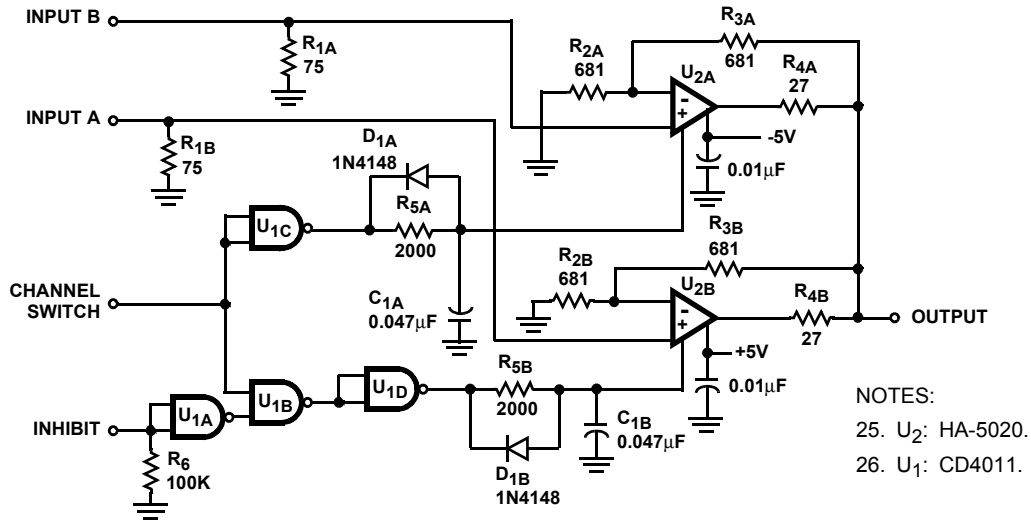 INPUT B
R1A
75
R2A
681
R3A
681
U2A
-
+
R4A
27
-5V
0.01µF
INPUT A
R1B
75
D1A
1N4148
R5A
2000
U1C
C1A
0.047µF
CHANNEL
SWITCH
R2B
681
R3B
681
U2B
-
+
R4B
27
OUTPUT
+5V
0.01µF
U1A
U1B
U1D
R5B
2000
D1B
1N4148
C1B
0.047µF
INHIBIT
R6
100K
NOTES:
25. U2: HA-5020.
26. U1: CD4011.